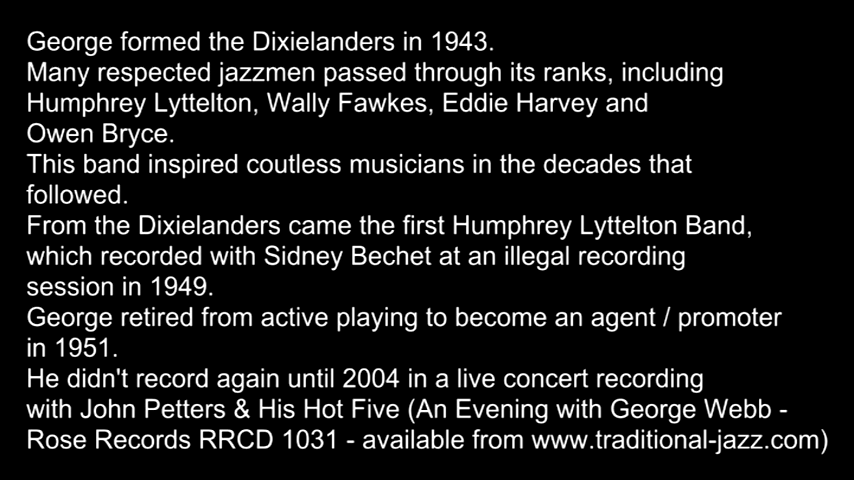 George formed the Dixielanders in 1943.
Many respected jazzmen passed through its ranks, including
Humphrey Lyttelton, Wally Fawkes, Eddie Harvey and
Owen Bryce.
This band inspired coutless musicians in the decades that
followed.
From the Dixielanders came the first Humphrey Lyttelton Band,
which recorded with Sidney Bechet at an illegal recording
session in 1949.
George retired from active playing to become an agent / promoter
in 1951.
He didn't record again until 2004 in a live concert recording
with John Petters & His Hot Five (An Evening with George Webb -
Rose Records RRCD 1031 - available from www.traditional-jazz.com)